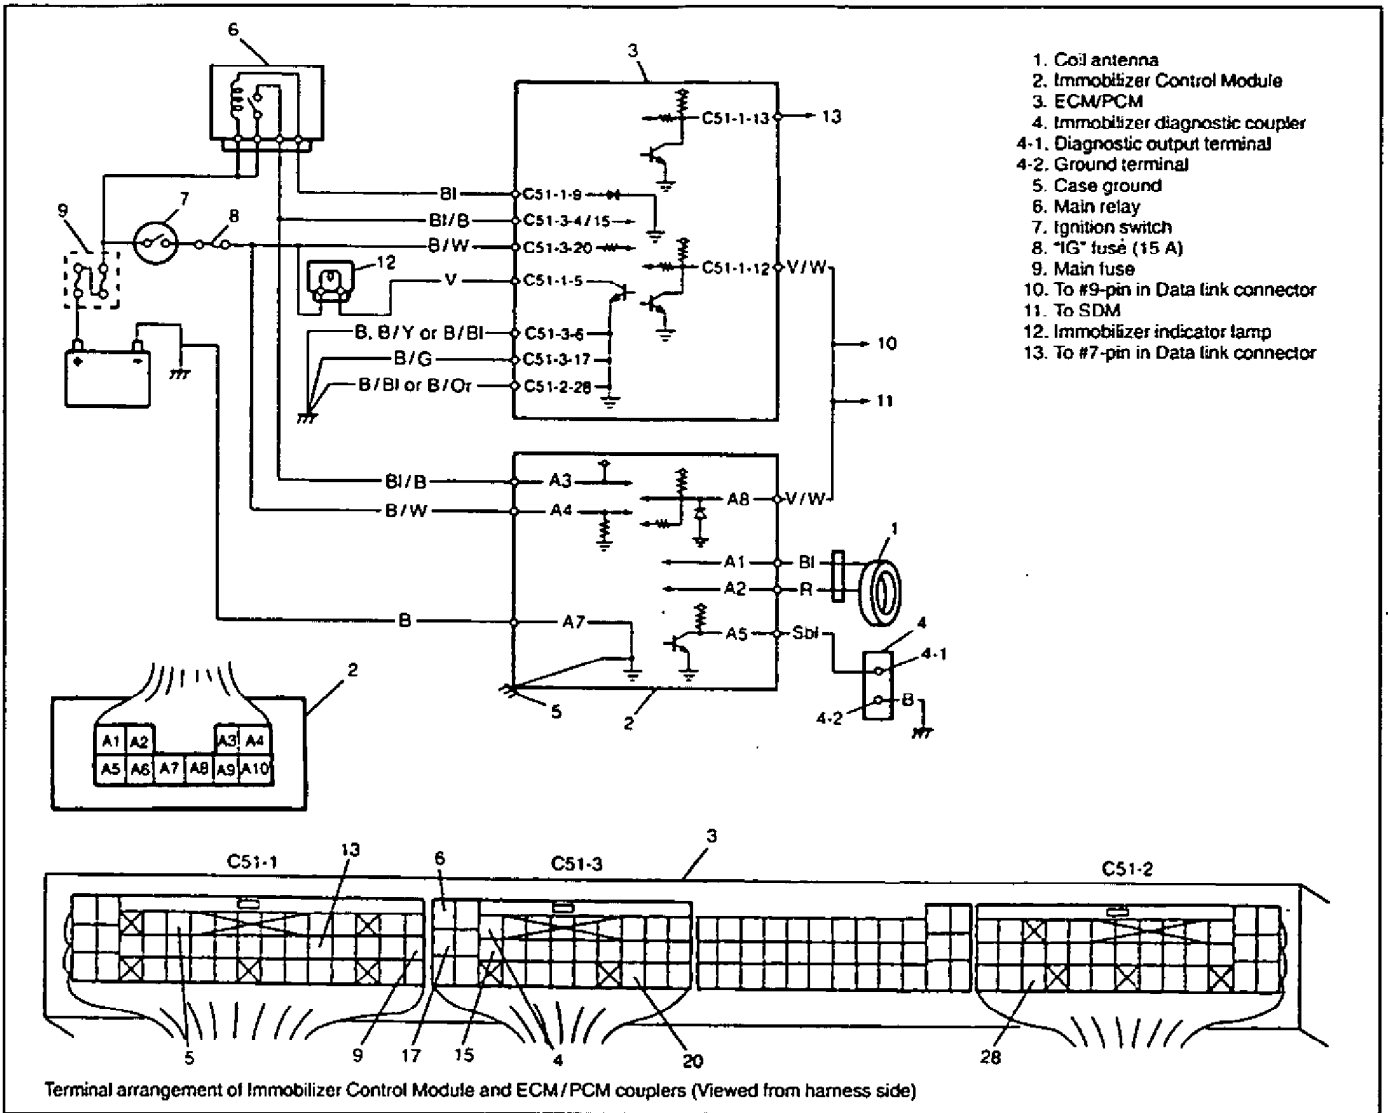 6
3
1. Coil antenna
2. Immobilizer Control Module
3. ECM/PCM
4. Immobilizer diagnostic coupler
4-1. Diagnostic output terminal
4-2. Ground terminal
5. Case ground
6. Main relay
7. Ignition switch
8. "IG" fuse (15 A)
9. Main fuse
10. To #9-pin in Data link connector
11. To SDM
12. Immobilizer indicator lamp
13. To #7-pin in Data link connector
C51-1-13 13
9 7 8
Bl C51-1-9
Bl/B C51-3-4/15
B/W C51-3-20
12
C51-1-12 V/W
V C51-1-5
B, B/Y or B/Bl C51-3-6
10
B/G C51-3-17
B/Bl or B/Or C51-2-28
11
+ -
Bl/B A3
A8 V/W
B/W A4
1
A1 Bl
A2 R
B A7
A5 Sbl
4
4-1
4-2
B
5 2
2
A1 A2 A3 A4
A5 A6 A7 A8 A9 A10
C51-1 13 6 C51-3 3 C51-2
5 9 17 15 4 20 28
Terminal arrangement of Immobilizer Control Module and ECM/PCM couplers (Viewed from harness side)